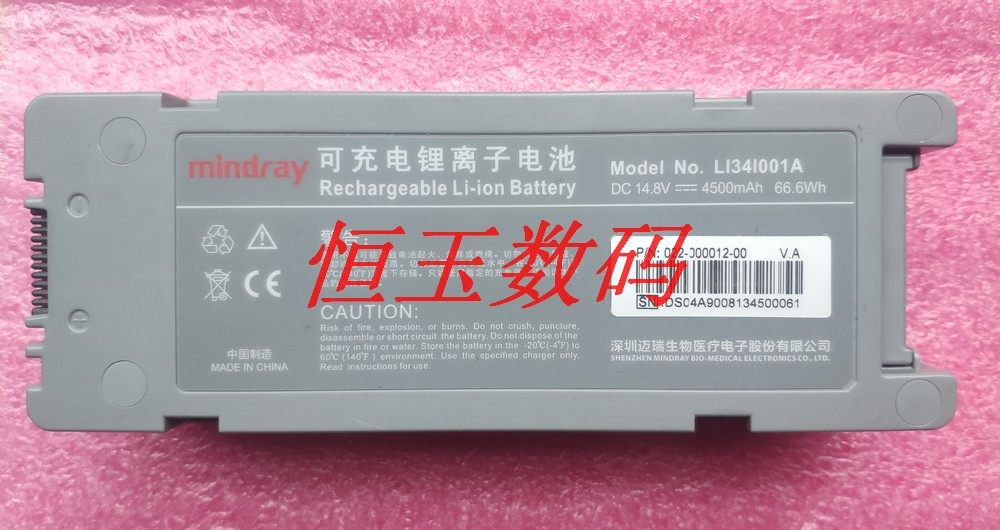 mindray
可充电锂离子电池
Rechargeable Li-ion Battery
Model No. LI34I001A
DC 14.8V 4500mAh 66.6Wh
恒玉数码
CAUTION:
Risk of fire, explosion, or burns. Do not crush, puncture,
disassemble or short circuit the battery. Do not dispose of the
battery in fire or water. Store the battery in the -20℃(-4℉) to
60℃ (140℉) environment. Use the specified charger only.
Read instructions for use.
中国制造
MADE IN CHINA
P/N: 022-000012-00 V.A
SN:DS04A9008134500061
深圳迈瑞生物医疗电子股份有限公司
SHENZHEN MINDRAY BIO-MEDICAL ELECTRONICS CO., LTD.